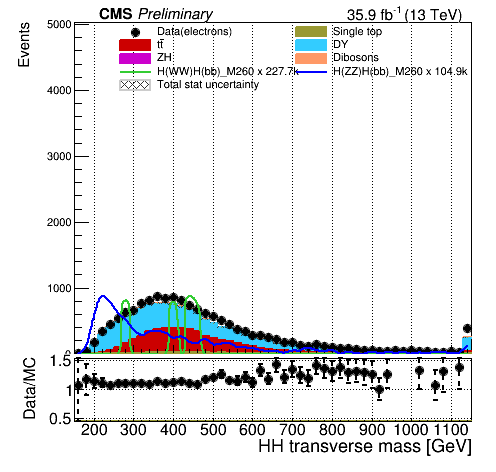 CMS Preliminary 35.9 fb⁻¹ (13 TeV)
Events
5000
4000
3000
2000
1000
0
Data(electrons)
Single top
tt̄
DY
ZH
Dibosons
H(WW)H(bb)_M260 x 227.7k
H(ZZ)H(bb)_M260 x 104.9k
Total stat uncertainty
Data/MC
1.5
1
0.5
200 300 400 500 600 700 800 900 1000 1100
HH transverse mass [GeV]